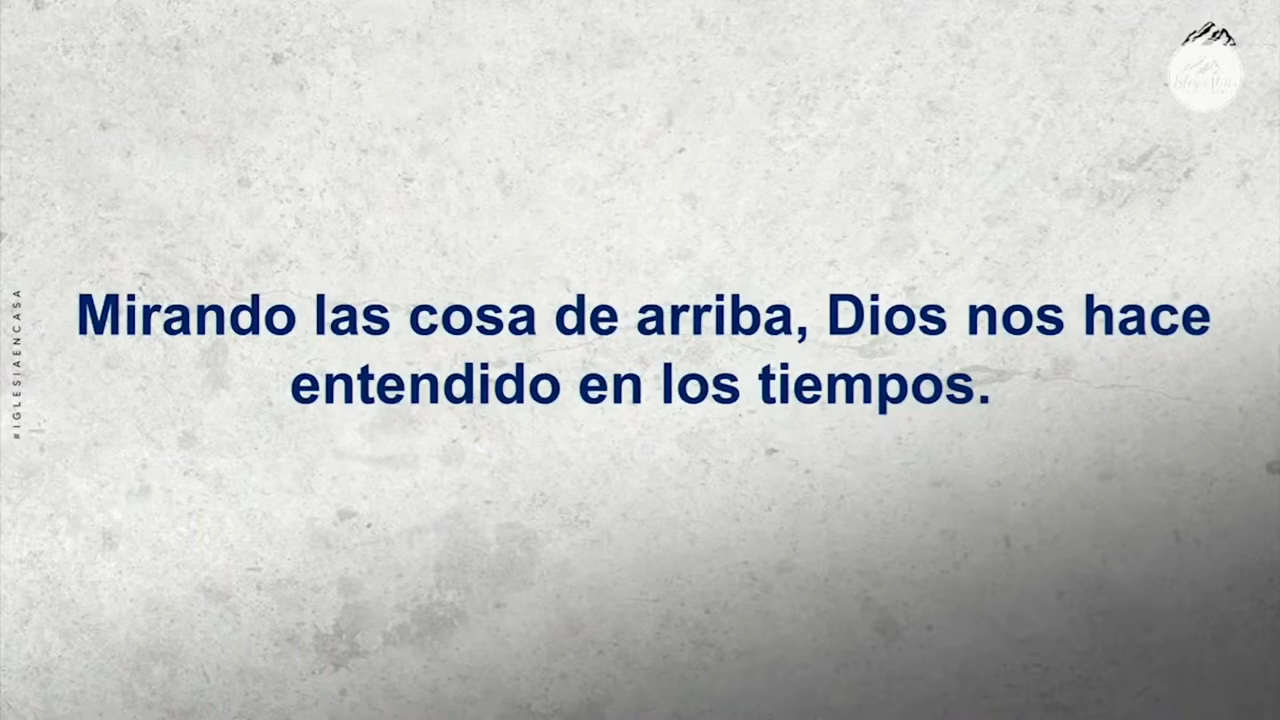 Mirando las cosa de arriba, Dios nos hace
entendido en los tiempos.
#IGLESIAENCASA